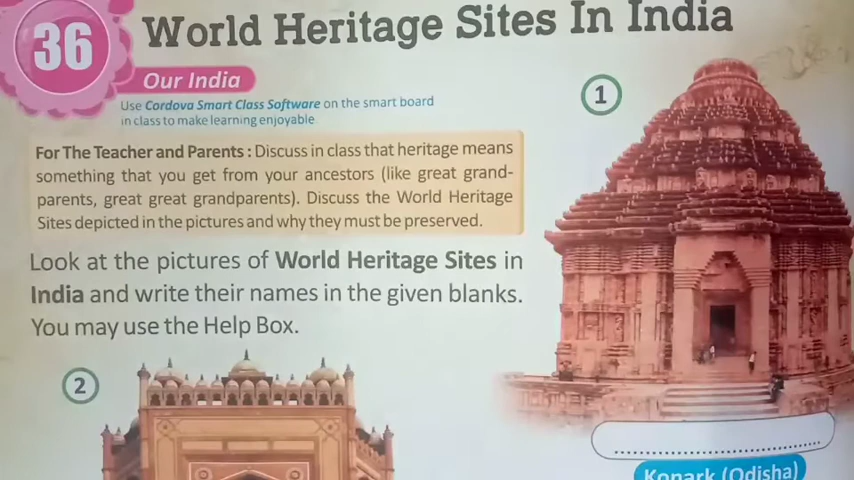 36
World Heritage Sites In India
Our India
Use Cordova Smart Class Software on the smart board
in class to make learning enjoyable
For The Teacher and Parents : Discuss in class that heritage means
something that you get from your ancestors (like great grand-
parents, great great grandparents). Discuss the World Heritage
Sites depicted in the pictures and why they must be preserved.
Look at the pictures of World Heritage Sites in
India and write their names in the given blanks.
You may use the Help Box.
1
2
Konark (Odisha)